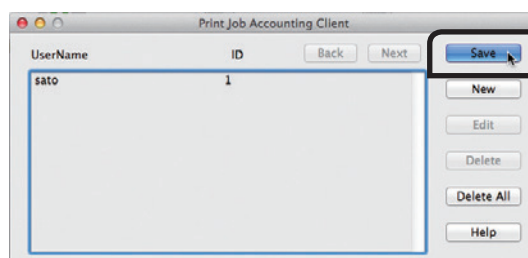 Print Job Accounting Client
UserName ID Back Next Save
sato 1
New
Edit
Delete
Delete All
Help